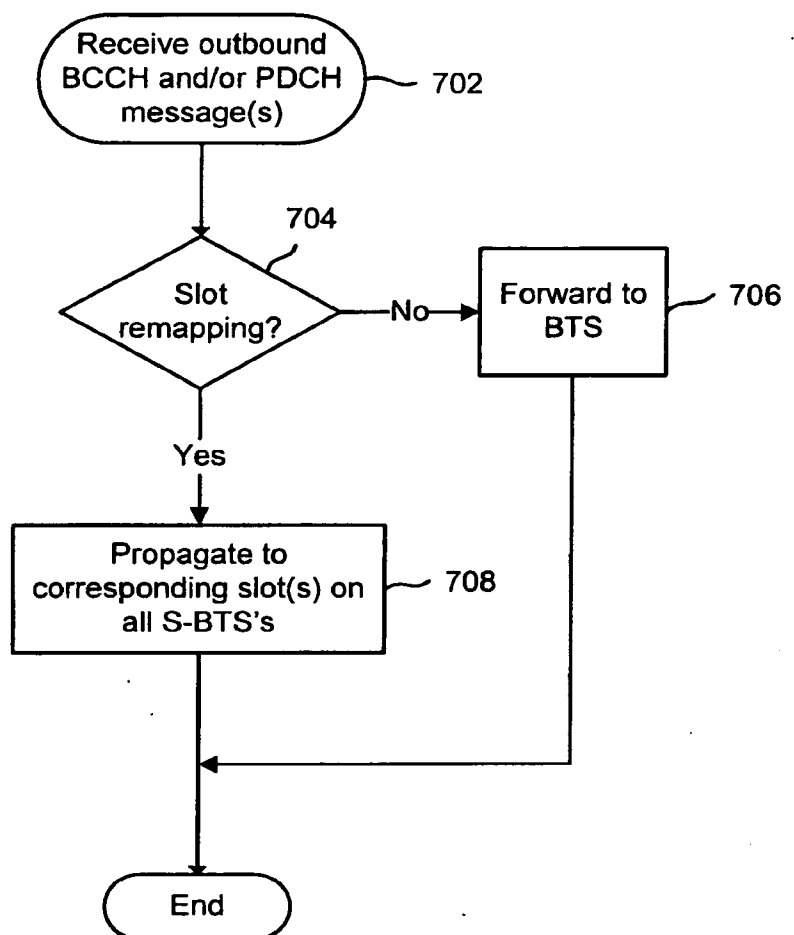 Receive outbound
BCCH and/or PDCH
message(s)
702
704
Slot
remapping?
No
Forward to
BTS
706
Yes
Propagate to
corresponding slot(s) on
all S-BTS's
708
End